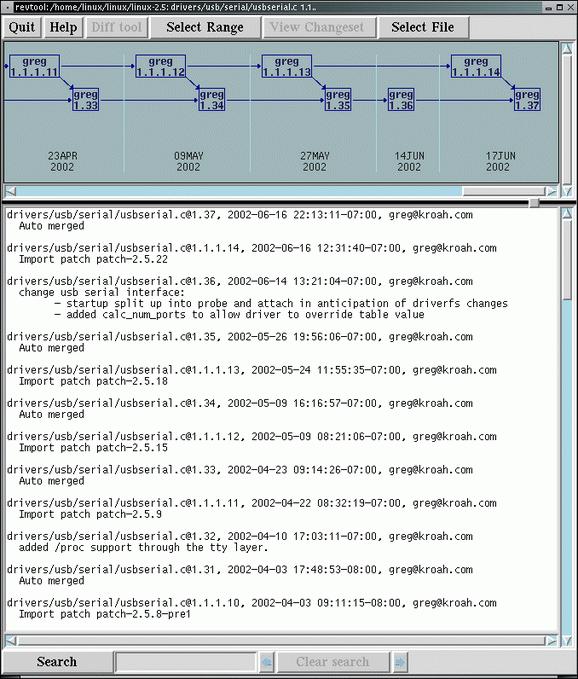 revtool: /home/linux/linux/linux-2.5: drivers/usb/serial/usbserial.c 1.1..
Quit Help Diff tool Select Range View Changeset Select File
greg greg greg greg
1.1.1.11 1.1.1.12 1.1.1.13 1.1.1.14
greg greg greg greg greg
1.33 1.34 1.35 1.36 1.37
23APR 09MAY 27MAY 14JUN 17JUN
2002 2002 2002 2002 2002
drivers/usb/serial/usbserial.c@1.37, 2002-06-16 22:13:11-07:00, greg@kroah.com
Auto merged
drivers/usb/serial/usbserial.c@1.1.1.14, 2002-06-16 12:31:40-07:00, greg@kroah.com
Import patch patch-2.5.22
drivers/usb/serial/usbserial.c@1.36, 2002-06-14 13:21:04-07:00, greg@kroah.com
change usb serial interface:
- startup split up into probe and attach in anticipation of driverfs changes
- added calc_num_ports to allow driver to override table value
drivers/usb/serial/usbserial.c@1.35, 2002-05-26 19:56:06-07:00, greg@kroah.com
Auto merged
drivers/usb/serial/usbserial.c@1.1.1.13, 2002-05-24 11:55:35-07:00, greg@kroah.com
Import patch patch-2.5.18
drivers/usb/serial/usbserial.c@1.34, 2002-05-09 16:16:57-07:00, greg@kroah.com
Auto merged
drivers/usb/serial/usbserial.c@1.1.1.12, 2002-05-09 08:21:06-07:00, greg@kroah.com
Import patch patch-2.5.15
drivers/usb/serial/usbserial.c@1.33, 2002-04-23 09:14:26-07:00, greg@kroah.com
Auto merged
drivers/usb/serial/usbserial.c@1.1.1.11, 2002-04-22 08:32:19-07:00, greg@kroah.com
Import patch patch-2.5.9
drivers/usb/serial/usbserial.c@1.32, 2002-04-10 17:03:11-07:00, greg@kroah.com
added /proc support through the tty layer.
drivers/usb/serial/usbserial.c@1.31, 2002-04-03 17:48:53-08:00, greg@kroah.com
Auto merged
drivers/usb/serial/usbserial.c@1.1.1.10, 2002-04-03 09:11:15-08:00, greg@kroah.com
Import patch patch-2.5.8-pre1
Search Clear search